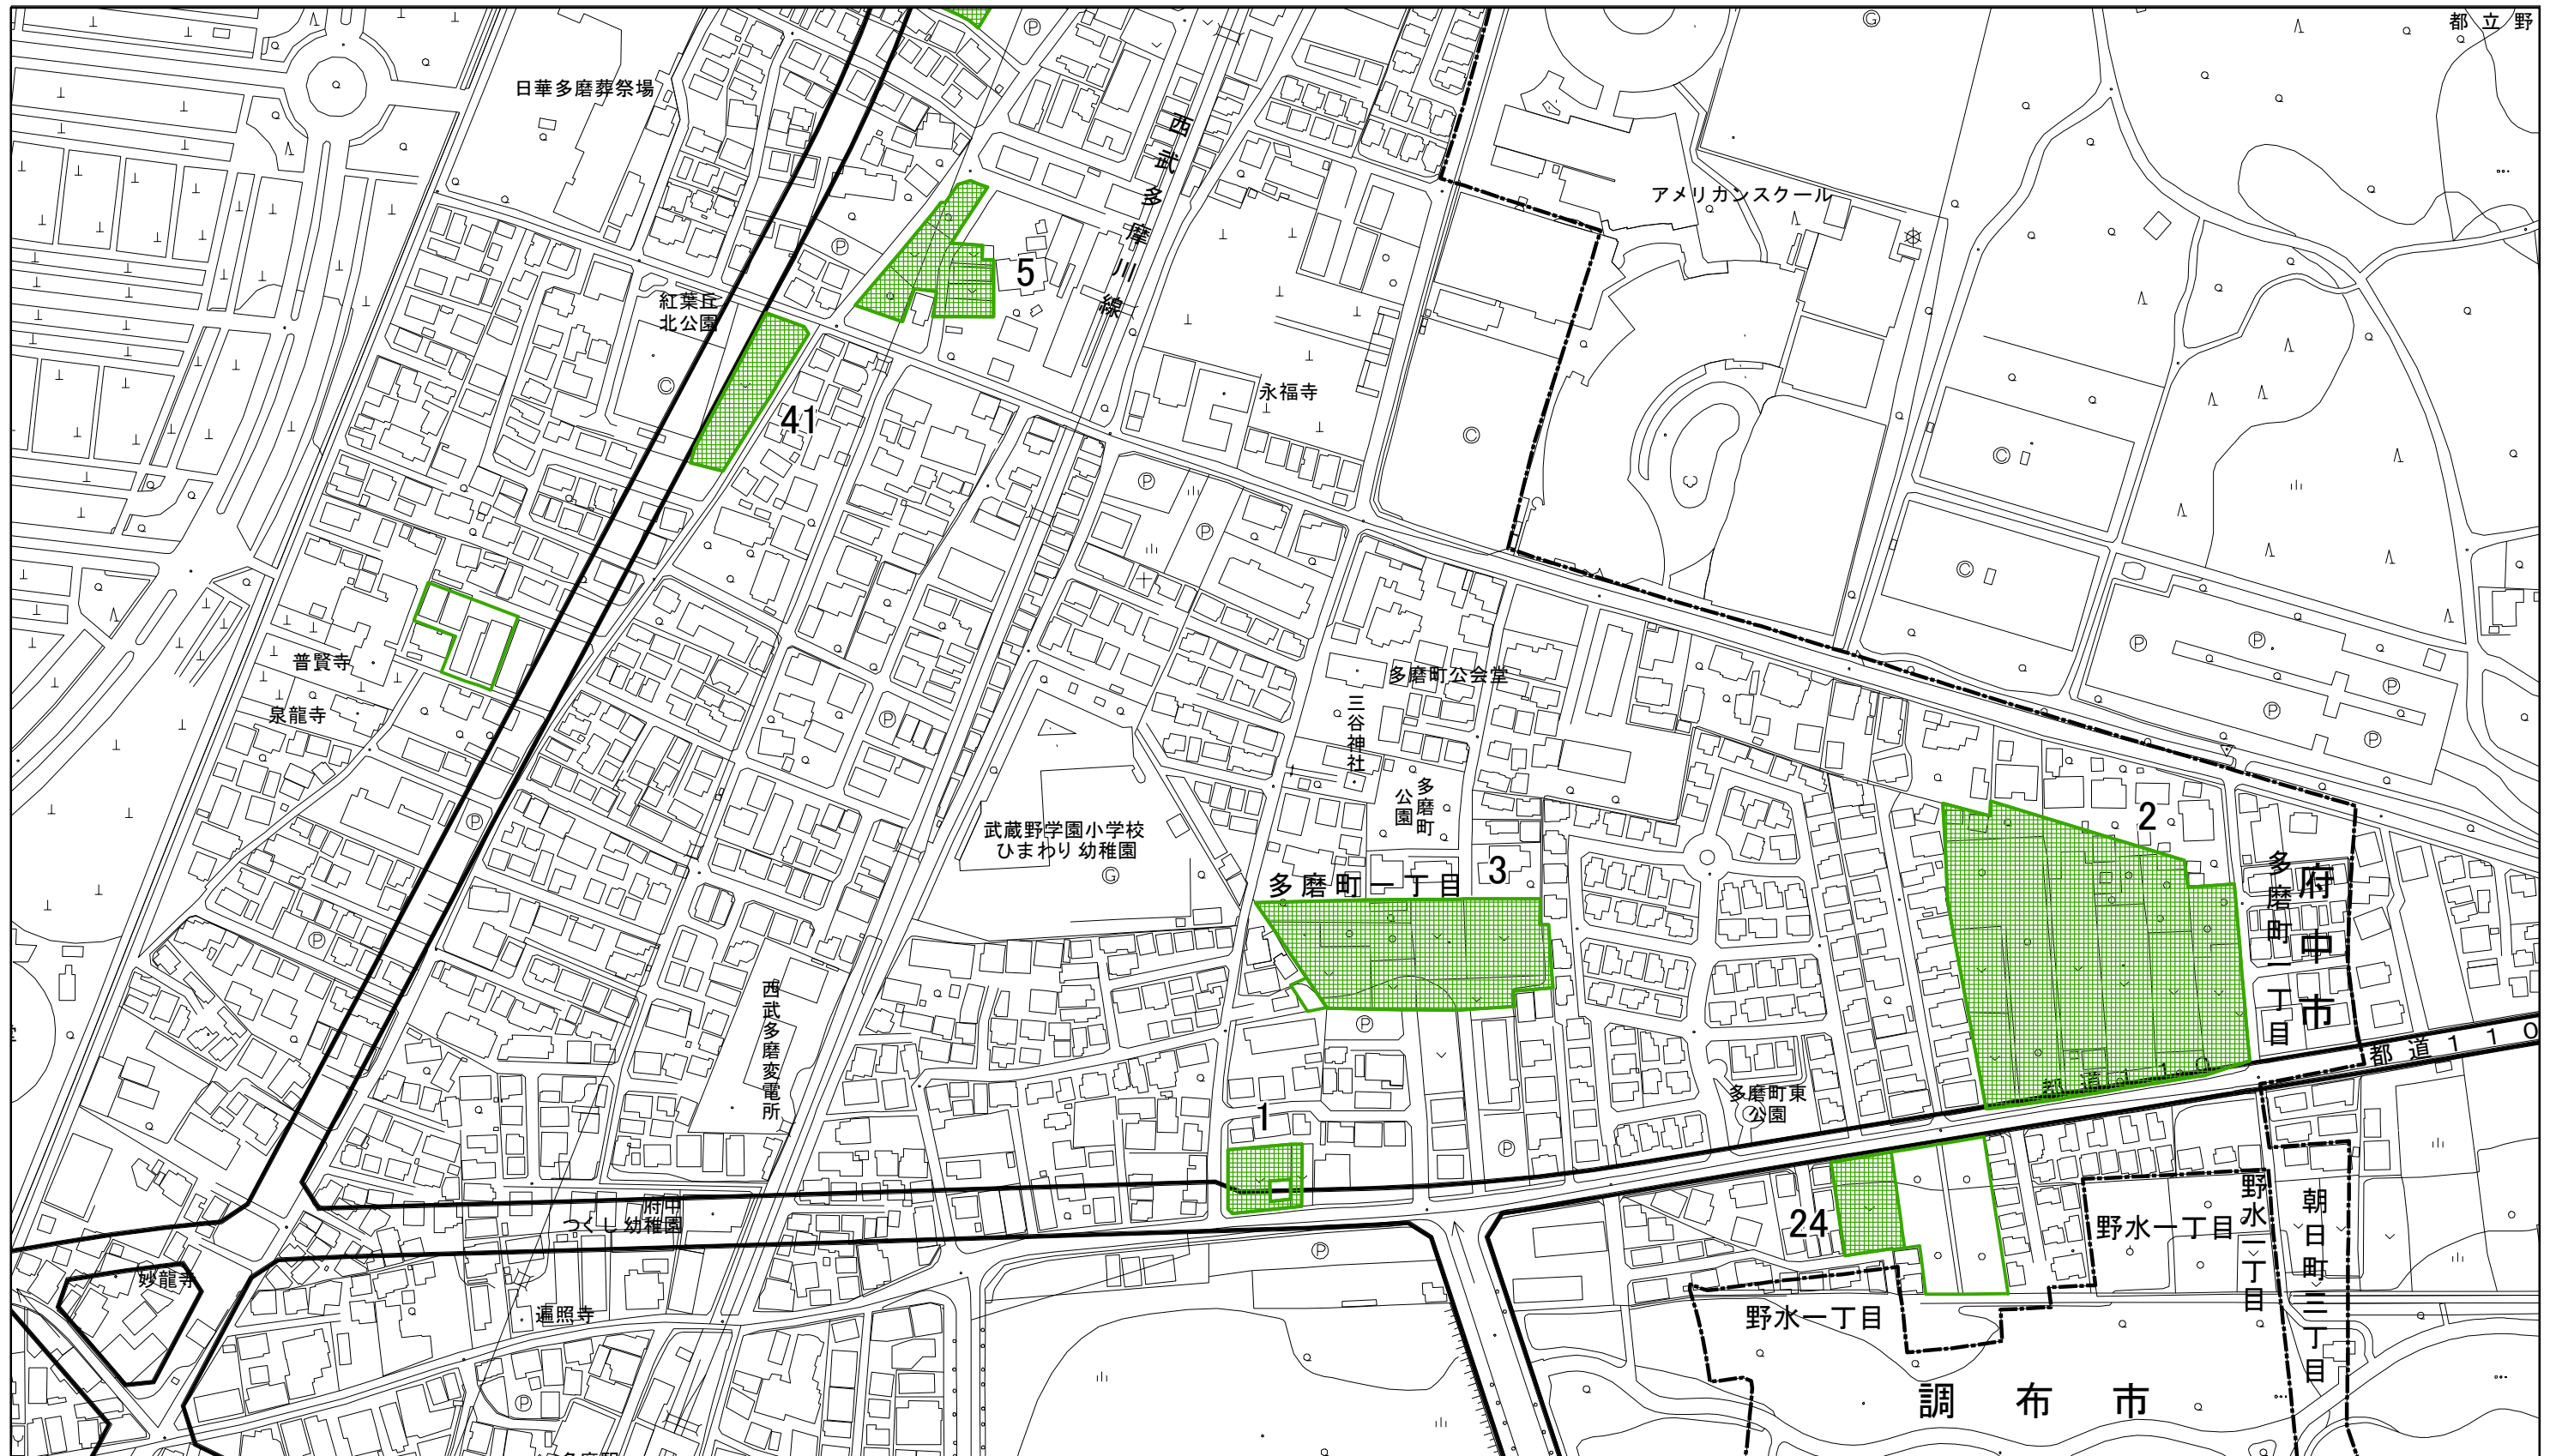 都立野
日華多磨葬祭場
西武多摩川線
アメリカンスクール
5
紅葉丘
北公園
41
永福寺
普賢寺
泉龍寺
多磨町公会堂
三谷神社
多磨町
公園
武蔵野学園小学校
ひまわり幼稚園
3
多磨町一丁目
2
多磨町一丁目
府中市
西武多磨変電所
都道110
都道110
多磨町東
公園
1
府中
つくし幼稚園
24
野水一丁目
野水二丁目
朝日町三丁目
妙龍寺
遍照寺
野水一丁目
調布市